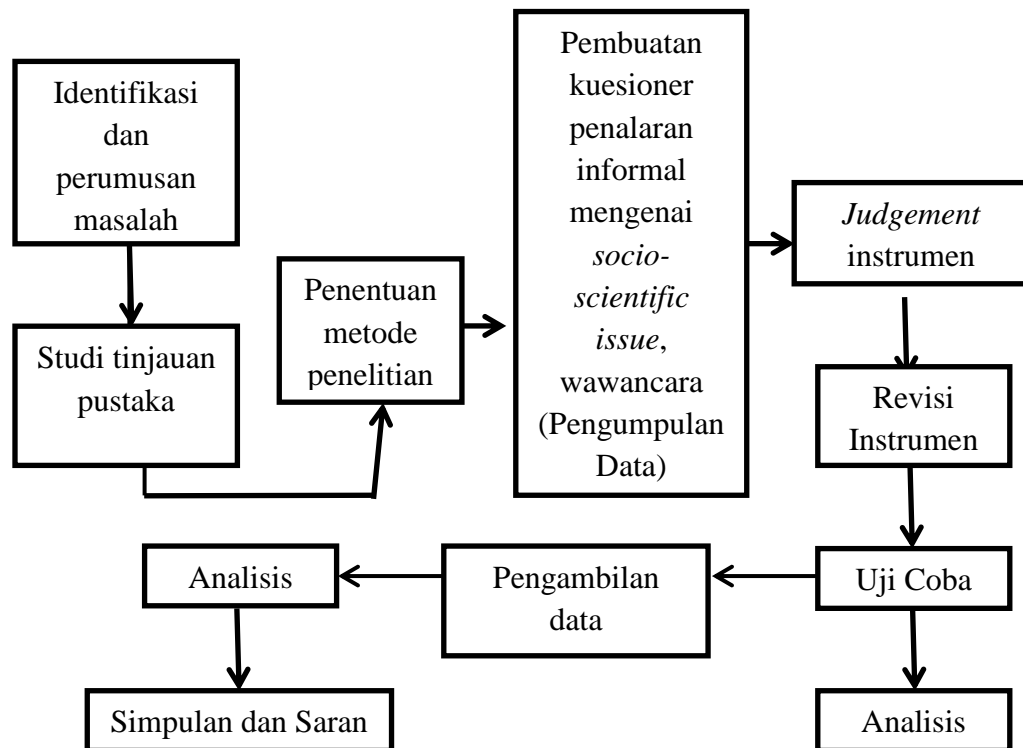 Identifikasi
dan
perumusan
masalah
Studi tinjauan
pustaka
Penentuan
metode
penelitian
Pembuatan
kuesioner
penalaran
informal
mengenai
socio-
scientific
issue,
wawancara
(Pengumpulan
Data)
Judgement
instrumen
Revisi
Instrumen
Uji Coba
Analisis
Pengambilan
data
Analisis
Simpulan dan Saran